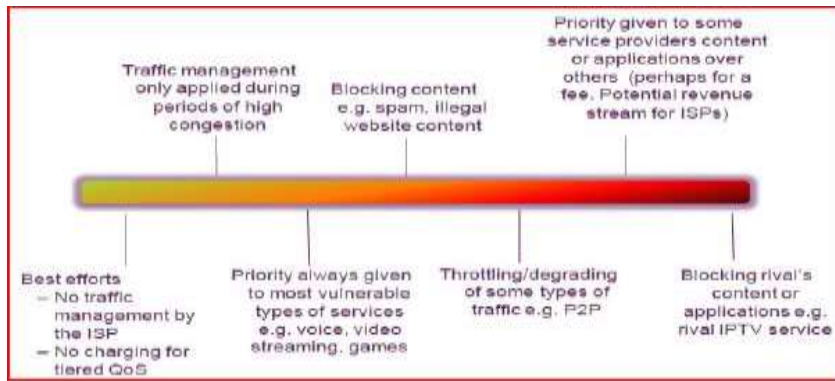 Traffic management
only applied during
periods of high
congestion
Blocking content
e.g. spam, illegal
website content
Priority given to some
service providers content
or applications over
others (perhaps for a
fee. Potential revenue
stream for ISPs)
Best efforts
– No traffic
management by
the ISP
– No charging for
tiered QoS
Priority always given
to most vulnerable
types of services
e.g. voice, video
streaming, games
Throttling/degrading
of some types of
traffic e.g. P2P
Blocking rival's
content or
applications e.g.
rival IPTV service